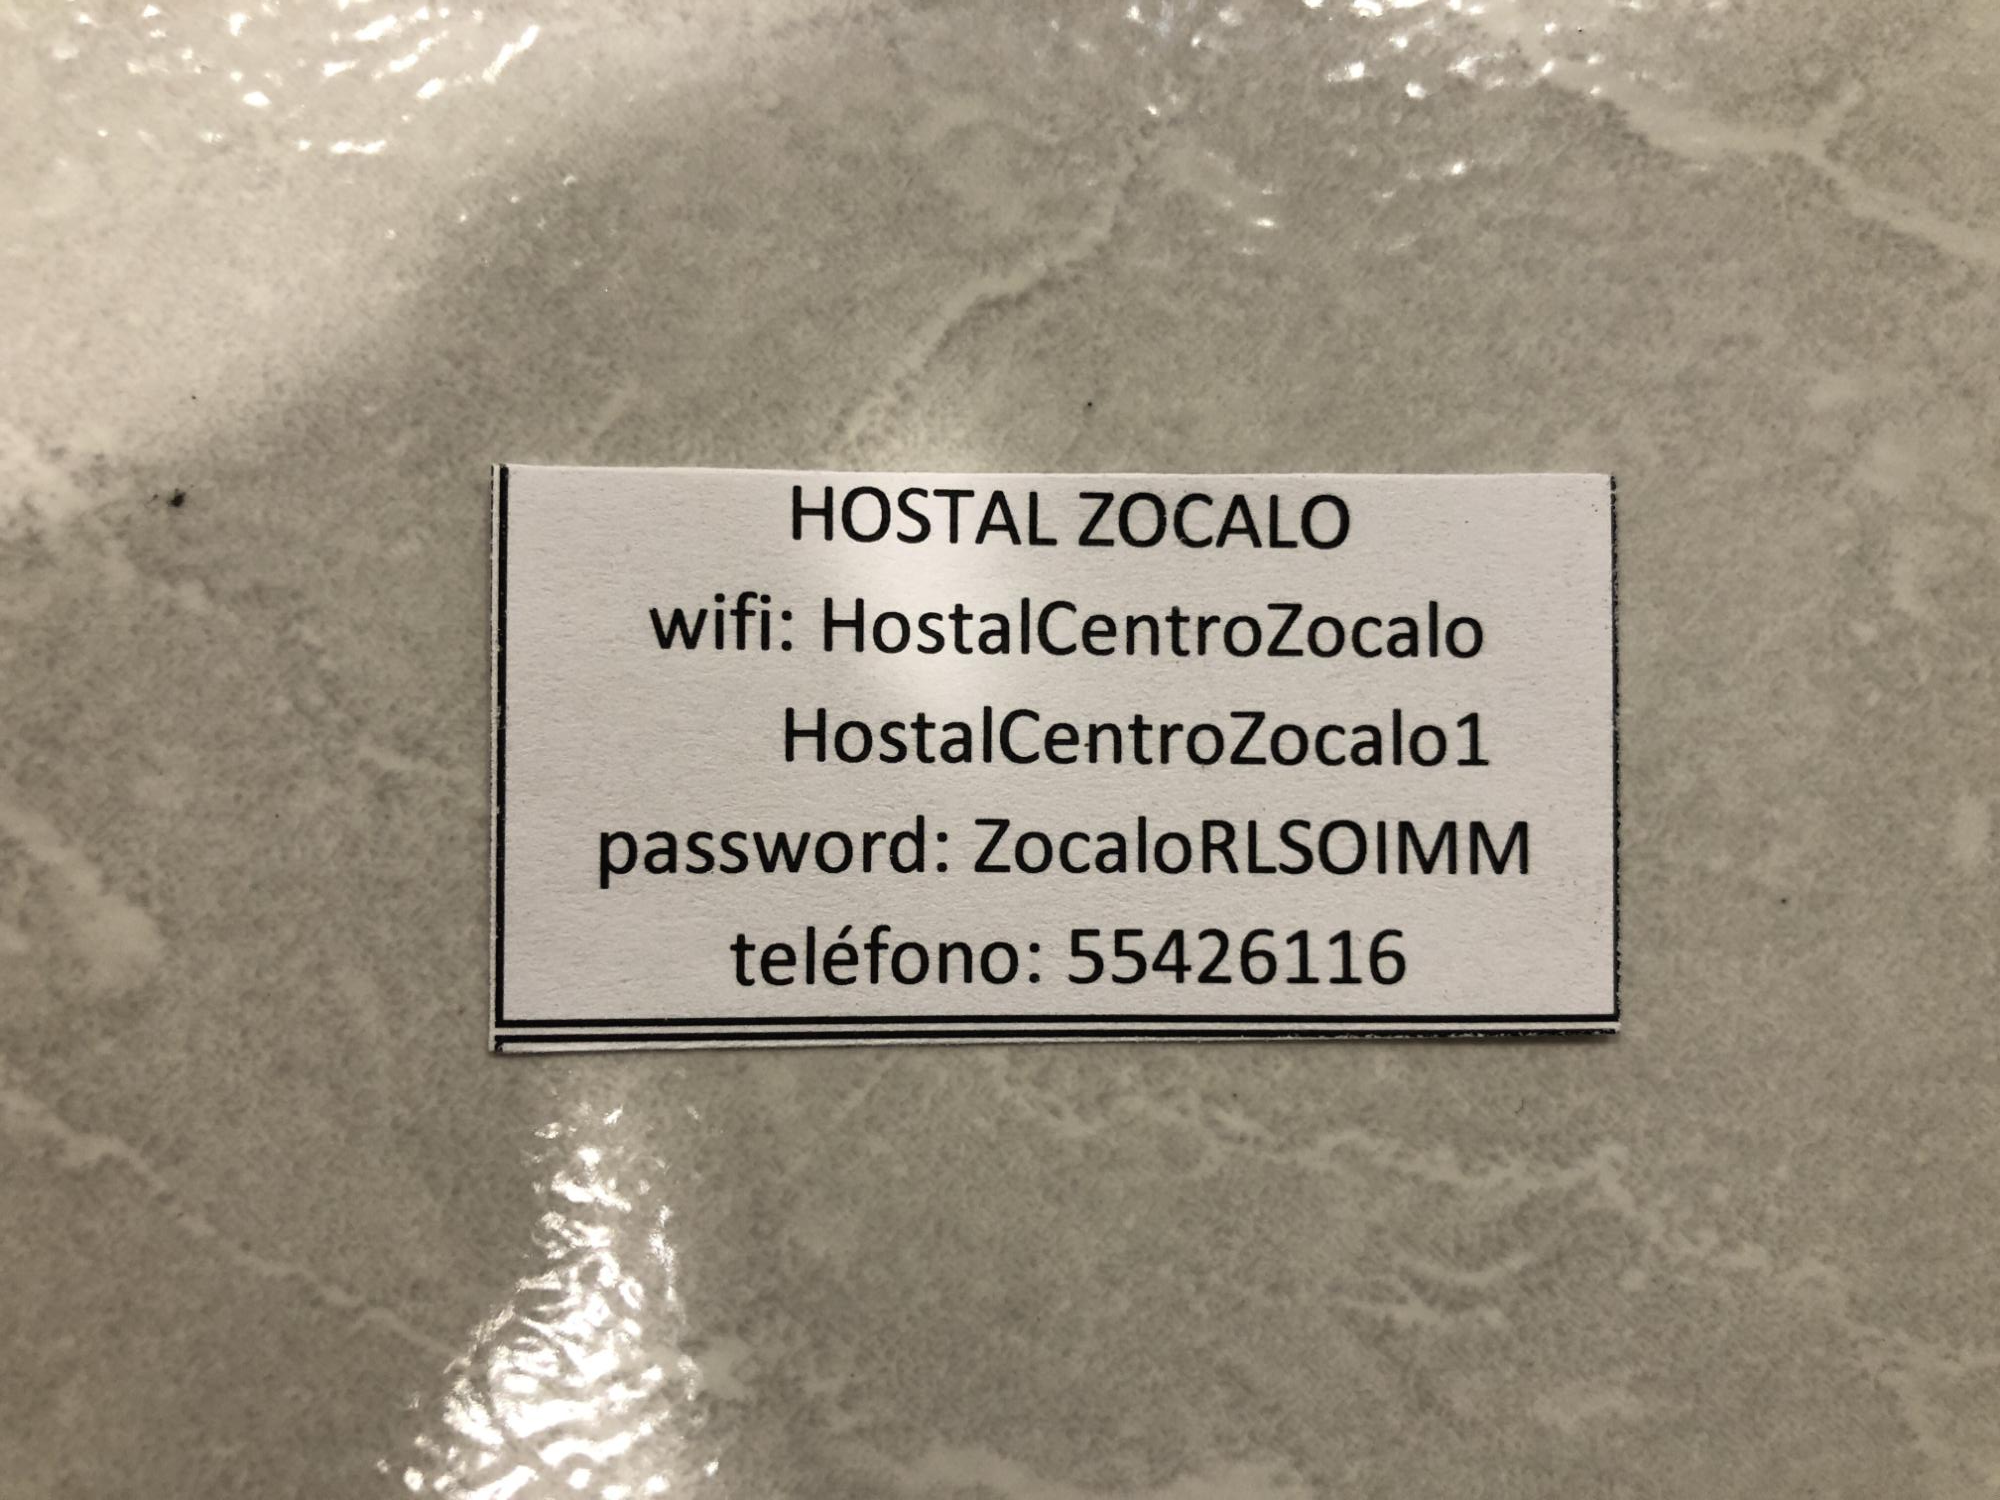 HOSTAL ZOCALO
wifi: HostalCentroZocalo
HostalCentroZocalo1
password: ZocaloRLSOIMM
teléfono: 55426116